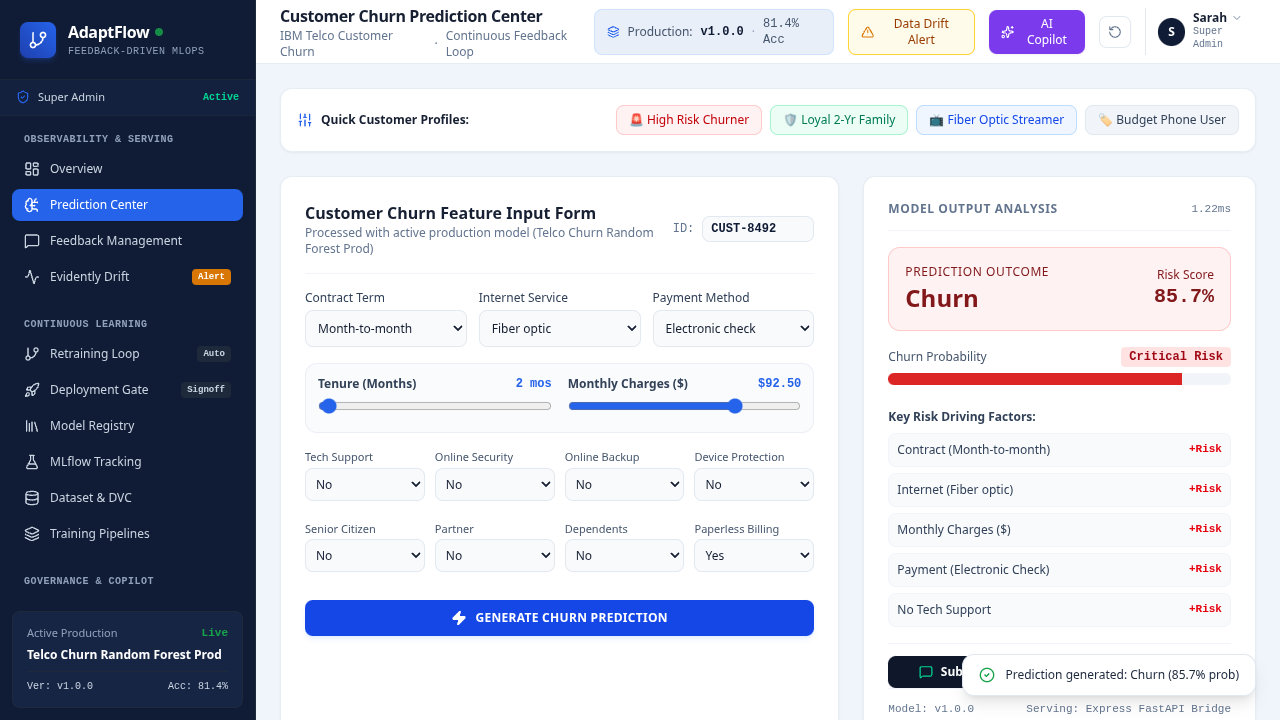 AdaptFlow
FEEDBACK-DRIVEN MLOPS
Super Admin
Active
OBSERVABILITY & SERVING
Overview
Prediction Center
Feedback Management
Evidently Drift
Alert
CONTINUOUS LEARNING
Retraining Loop
Auto
Deployment Gate
Signoff
Model Registry
MLflow Tracking
Dataset & DVC
Training Pipelines
GOVERNANCE & COPILOT
Active Production
Live
Telco Churn Random Forest Prod
Ver: v1.0.0
Acc: 81.4%
Customer Churn Prediction Center
IBM Telco Customer Churn · Continuous Feedback Loop
Production: v1.0.0 · 81.4% Acc
Data Drift Alert
AI Copilot
S
Sarah
Super Admin
Quick Customer Profiles:
🚨 High Risk Churner
🛡️ Loyal 2-Yr Family
📺 Fiber Optic Streamer
🏷️ Budget Phone User
Customer Churn Feature Input Form
Processed with active production model (Telco Churn Random
Forest Prod)
ID: CUST-8492
Contract Term
Internet Service
Payment Method
Month-to-month
Fiber optic
Electronic check
Tenure (Months)
2 mos
Monthly Charges ($)
$92.50
Tech Support
Online Security
Online Backup
Device Protection
No
No
No
No
Senior Citizen
Partner
Dependents
Paperless Billing
No
No
No
Yes
GENERATE CHURN PREDICTION
MODEL OUTPUT ANALYSIS
1.22ms
PREDICTION OUTCOME
Churn
Risk Score
85.7%
Churn Probability
Critical Risk
Key Risk Driving Factors:
Contract (Month-to-month)
+Risk
Internet (Fiber optic)
+Risk
Monthly Charges ($)
+Risk
Payment (Electronic Check)
+Risk
No Tech Support
+Risk
Prediction generated: Churn (85.7% prob)
Model: v1.0.0
Serving: Express FastAPI Bridge